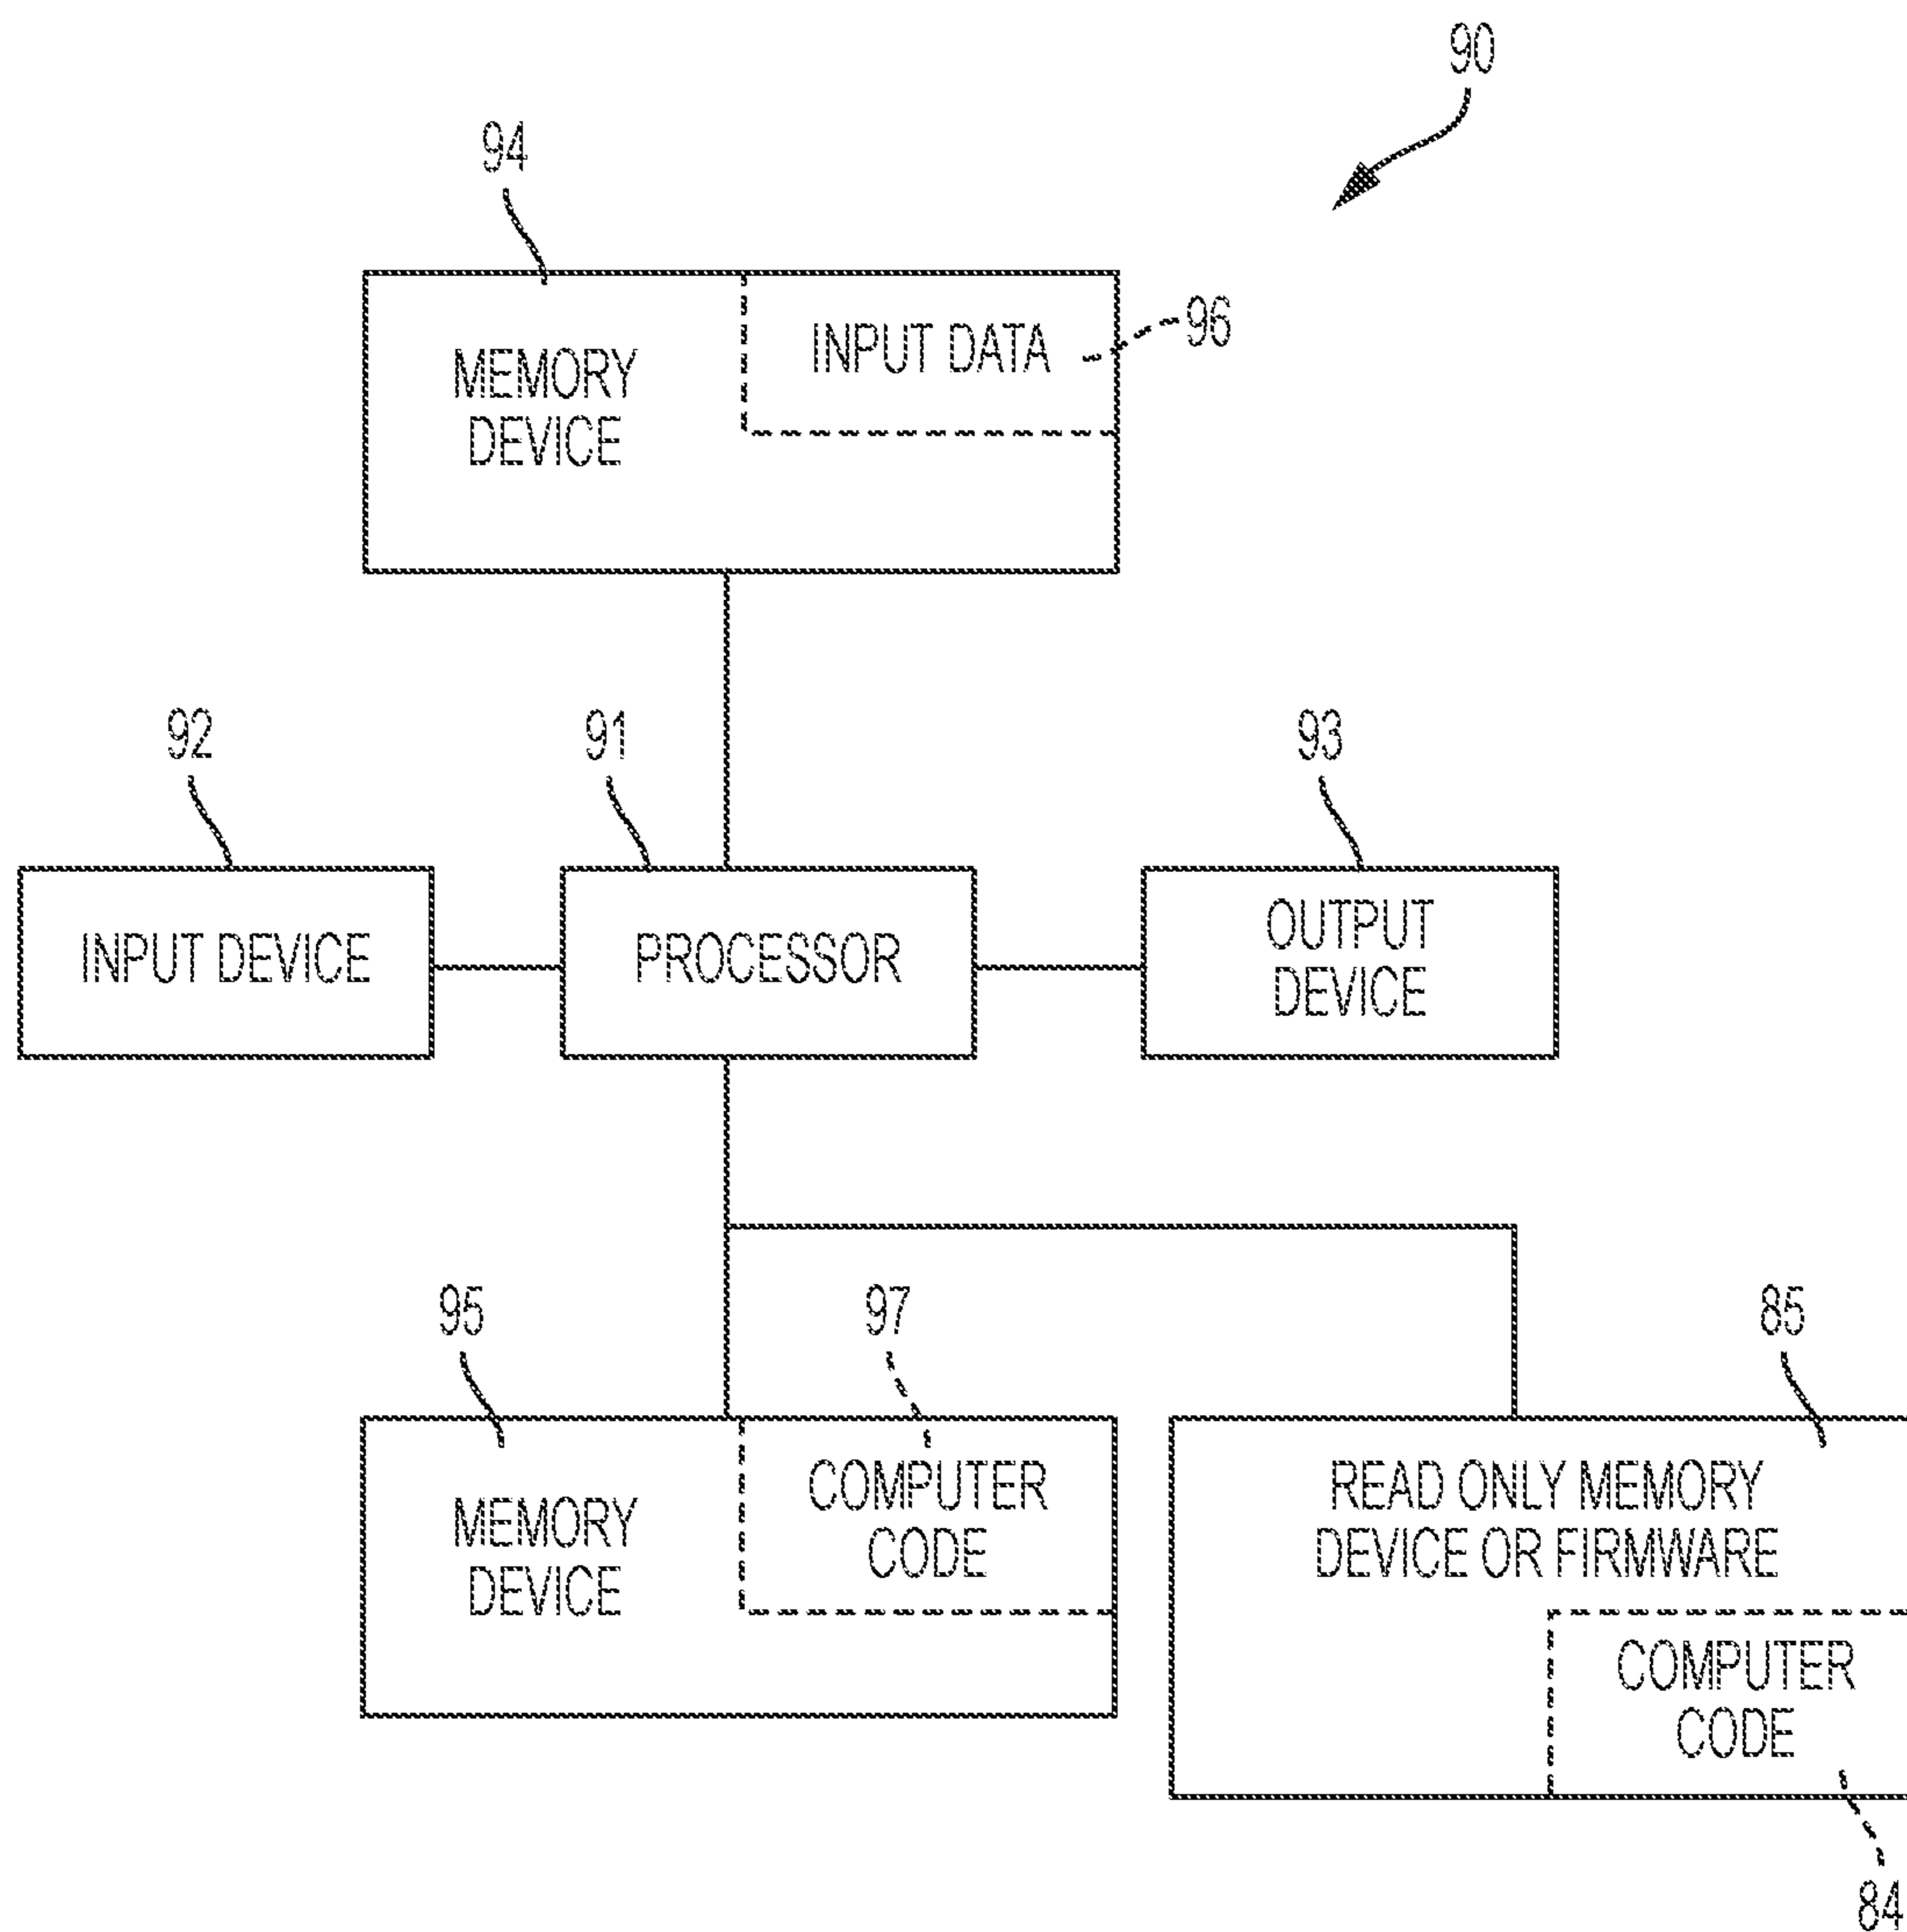 90
94
INPUT DATA
96
MEMORY
DEVICE
92
91
93
INPUT DEVICE
PROCESSOR
OUTPUT
DEVICE
95
97
85
MEMORY
DEVICE
COMPUTER
CODE
READ ONLY MEMORY
DEVICE OR FIRMWARE
COMPUTER
CODE
84